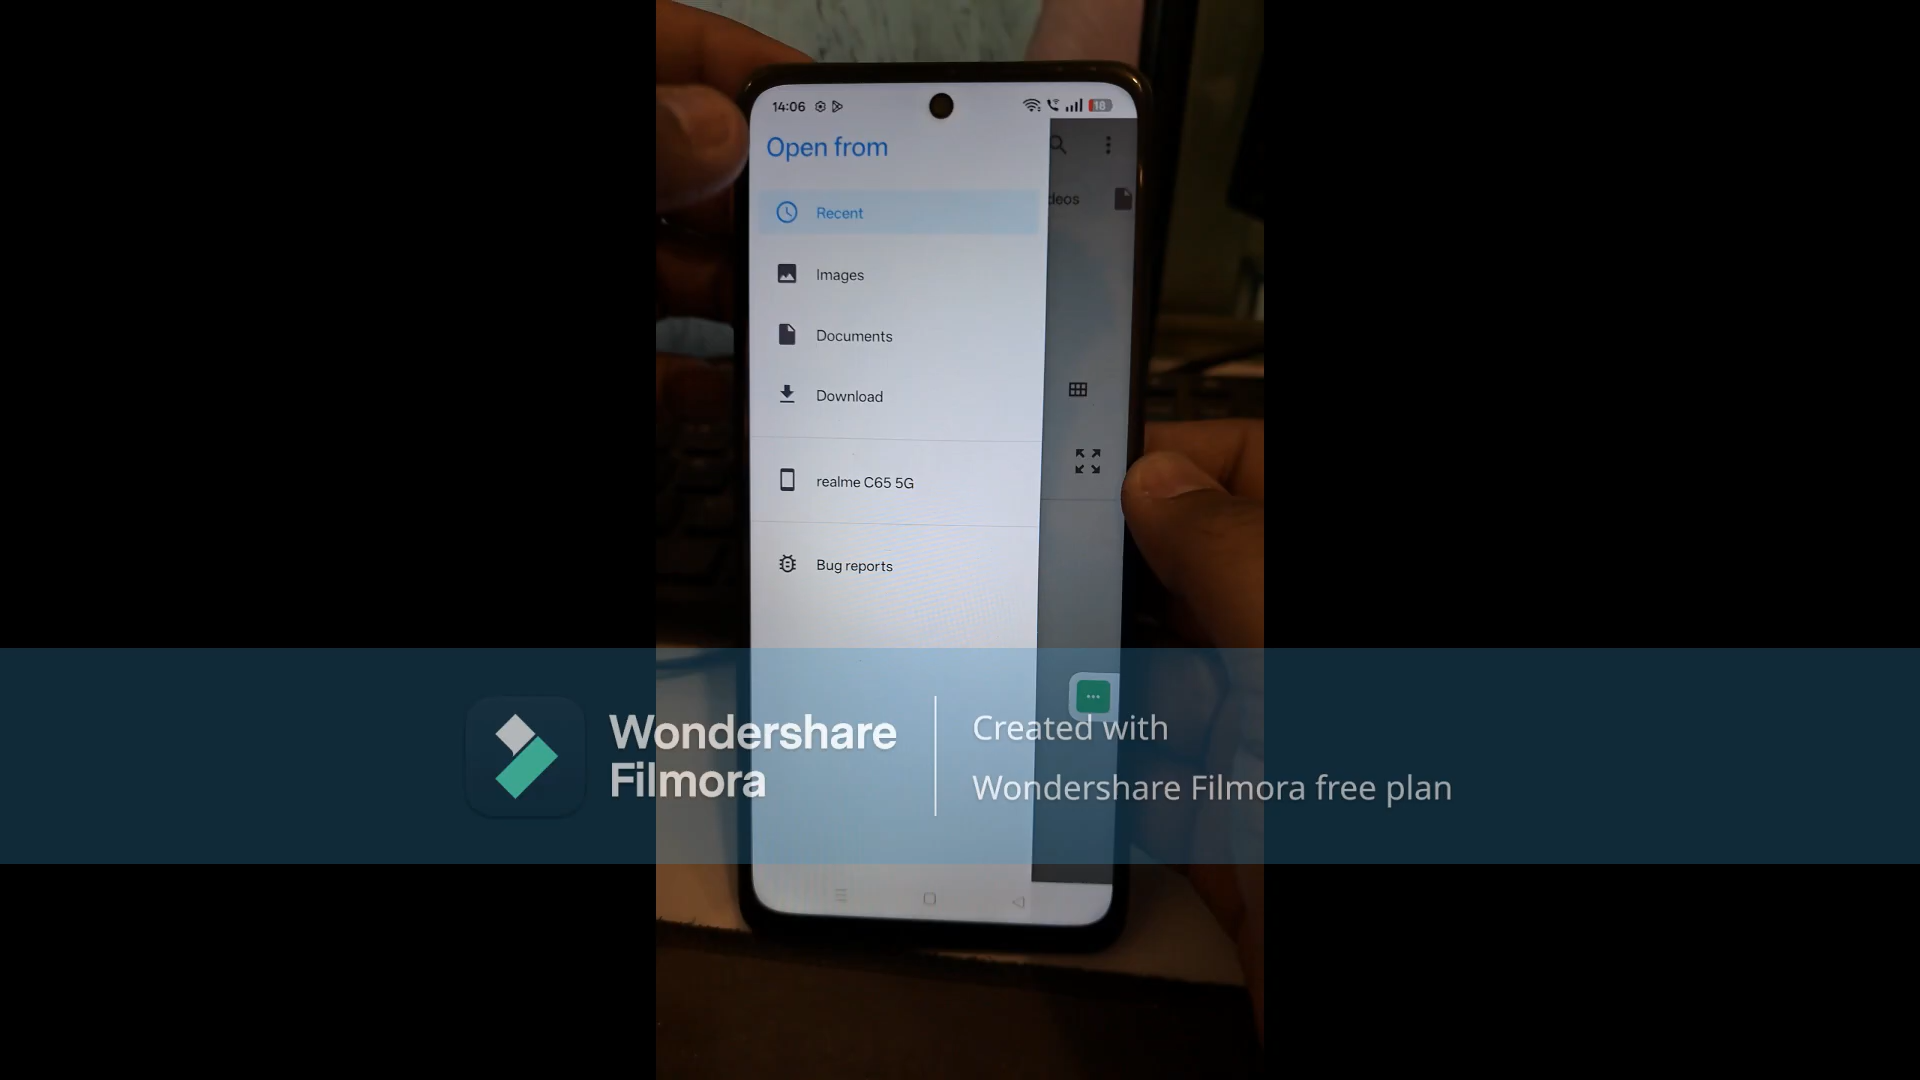 14:06
18
Open from
Recent
deos
Images
Documents
Download
realme C65 5G
Bug reports
Wondershare
Filmora
Created with
Wondershare Filmora free plan